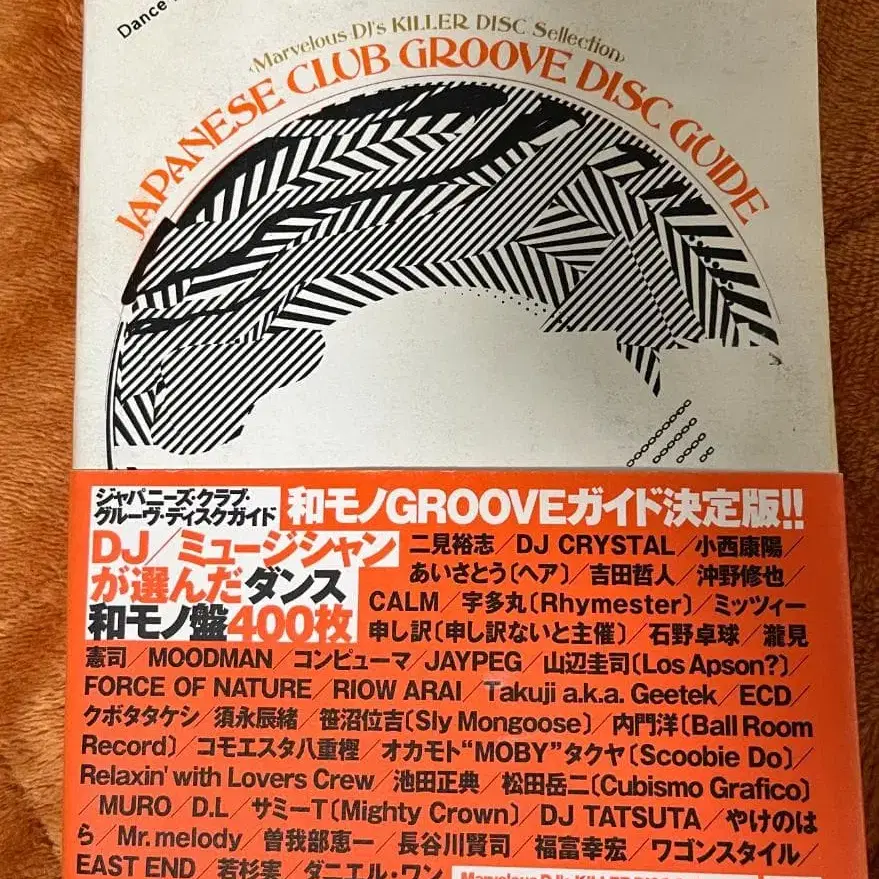 Dance
‹Marvelous DJ's KILLER DISC Sellection›
JAPANESE CLUB GROOVE DISC GUIDE
ジャパニーズ・クラブ・
グルーヴ・ディスクガイド
和モノGROOVEガイド決定版!!
DJ/ミュージシャン
が選んだダンス
和モノ盤400枚
二見裕志/DJ CRYSTAL/小西康陽/
あいさとう〔ヘア〕/吉田哲人/沖野修也/
CALM/宇多丸〔Rhymester〕/ミッツィー
申し訳〔申し訳ないと主催〕/石野卓球/瀧見
憲司/MOODMAN/コンピューマ/JAYPEG/山辺圭司〔Los Apson?〕/
FORCE OF NATURE/RIOW ARAI/Takuji a.k.a. Geetek/ECD/
クボタタケシ/須永辰緒/笹沼位吉〔Sly Mongoose〕/内門洋〔Ball Room
Record〕/コモエスタ八重樫/オカモト“MOBY”タクヤ〔Scoobie Do〕/
Relaxin' with Lovers Crew/池田正典/松田岳二〔Cubismo Grafico〕
/MURO/D.L/サミーT〔Mighty Crown〕/DJ TATSUTA/やけのは
ら/Mr. melody/曽我部恵一/長谷川賢司/福富幸宏/ワゴンスタイル/
EAST END/若杉実/ダニエル・ワン